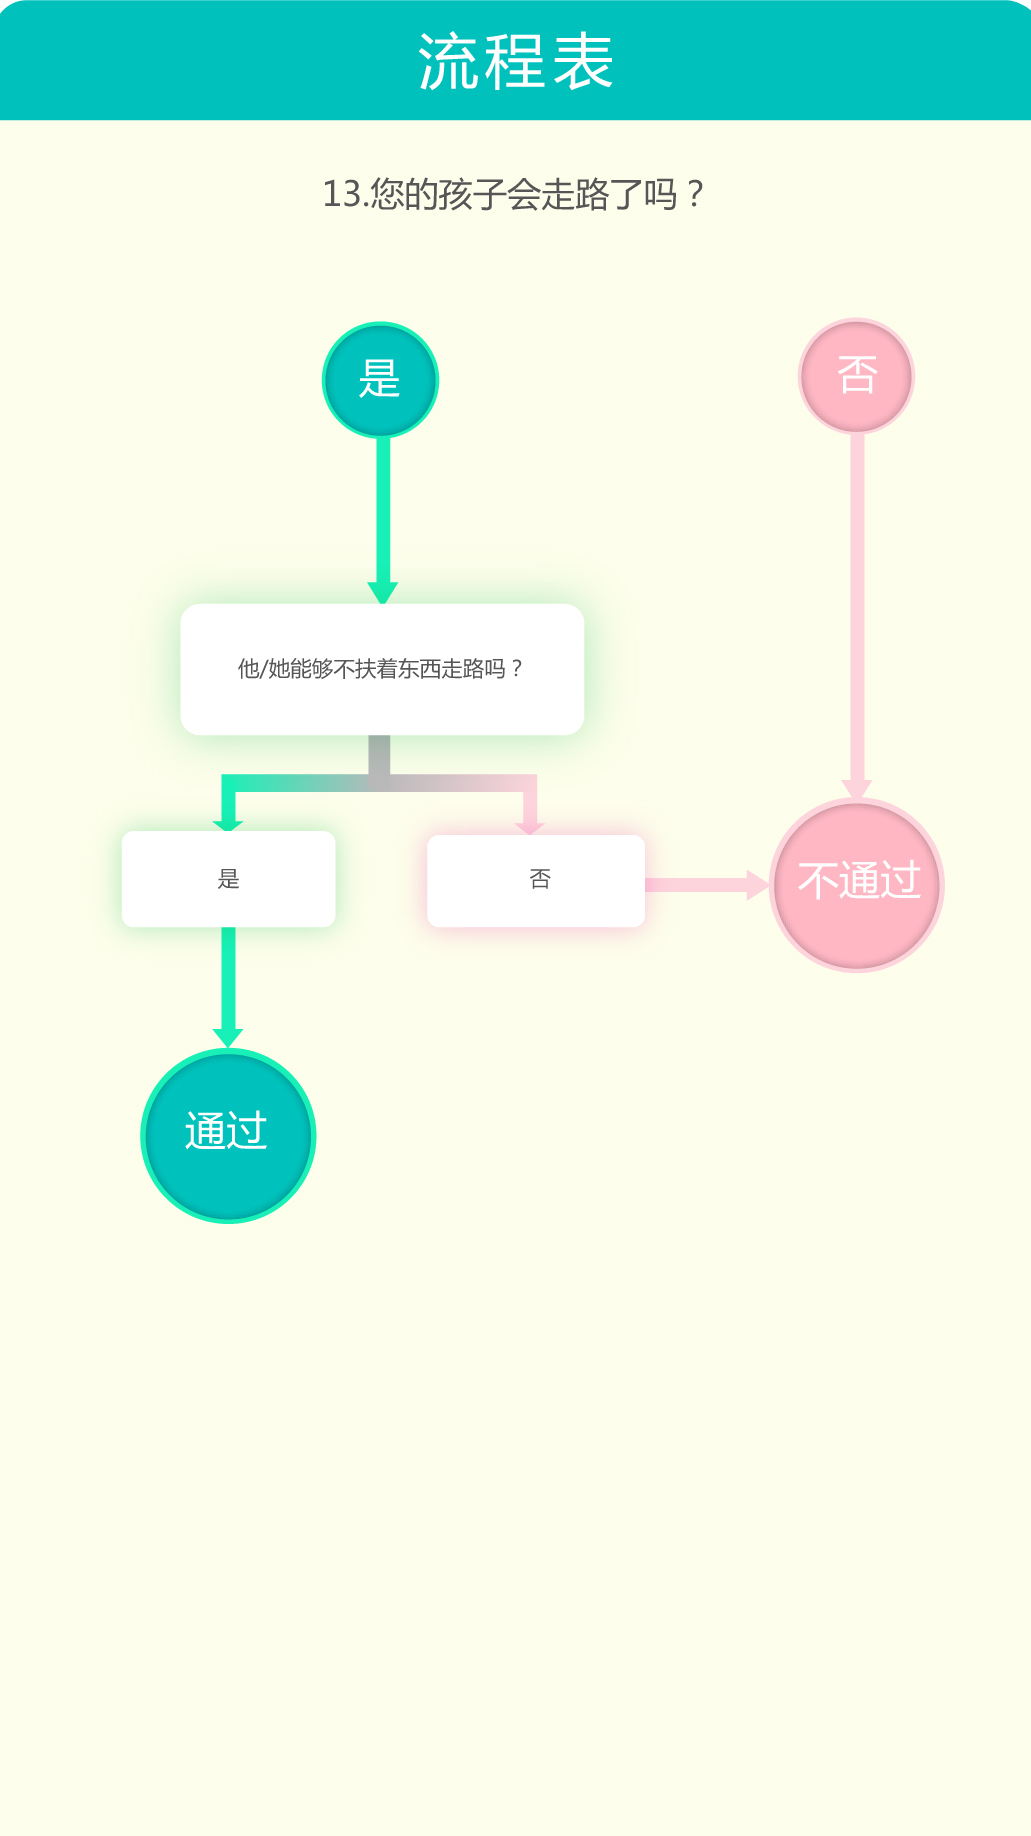 流程表
13.您的孩子会走路了吗？
是
否
他/她能够不扶着东西走路吗？
是
否
不通过
通过